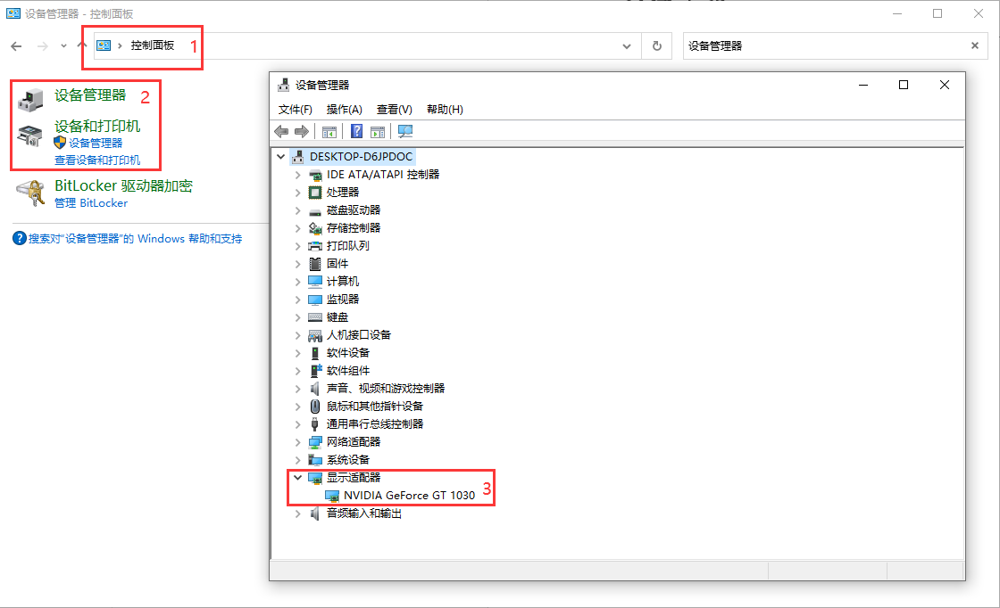 设备管理器 - 控制面板
控制面板 1
设备管理器
设备管理器 2
设备和打印机
设备管理器
查看设备和打印机
BitLocker 驱动器加密
管理 BitLocker
搜索对"设备管理器"的 Windows 帮助和支持
设备管理器
文件(F) 操作(A) 查看(V) 帮助(H)
DESKTOP-D6JPDOC
IDE ATA/ATAPI 控制器
处理器
磁盘驱动器
存储控制器
打印队列
固件
计算机
监视器
键盘
人机接口设备
软件设备
软件组件
声音、视频和游戏控制器
鼠标和其他指针设备
通用串行总线控制器
网络适配器
系统设备
显示适配器
NVIDIA GeForce GT 1030 3
音频输入和输出